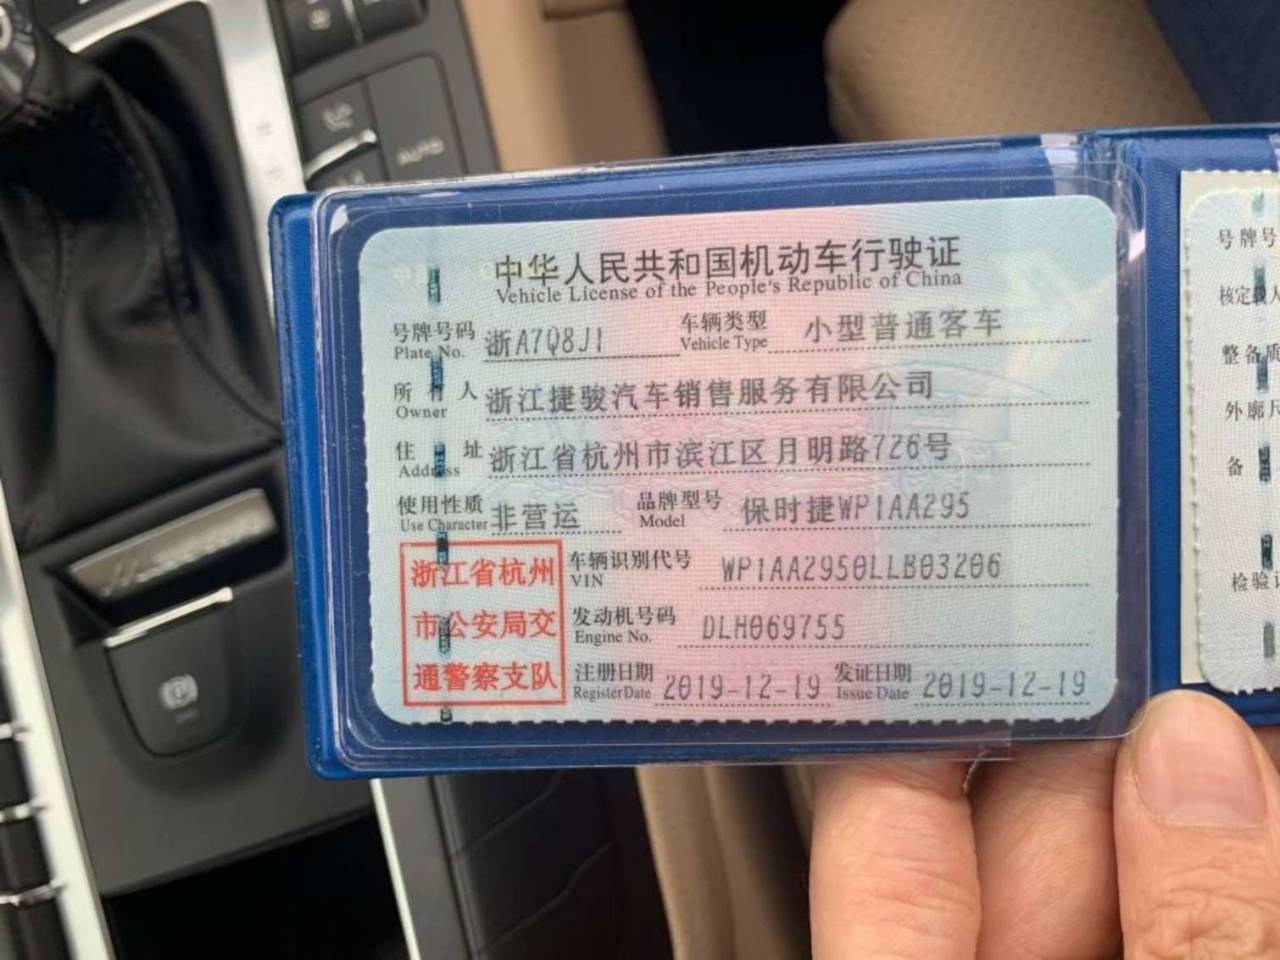 AUTO
中华人民共和国机动车行驶证
Vehicle License of the People's Republic of China
号牌号码 浙A7Q8J1 车辆类型 小型普通客车
Plate No. Vehicle Type
所有人 浙江捷骏汽车销售服务有限公司
Owner
住址 浙江省杭州市滨江区月明路726号
Address
使用性质 非营运 品牌型号 保时捷WP1AA295
Use Character Model
浙江省杭州
市公安局交
通警察支队
车辆识别代号 WP1AA2950LLB03206
VIN
发动机号码 DLH069755
Engine No.
注册日期 2019-12-19 发证日期 2019-12-19
Register Date Issue Date
号牌号
核定载人
整备质
外廓尺
备
检验记